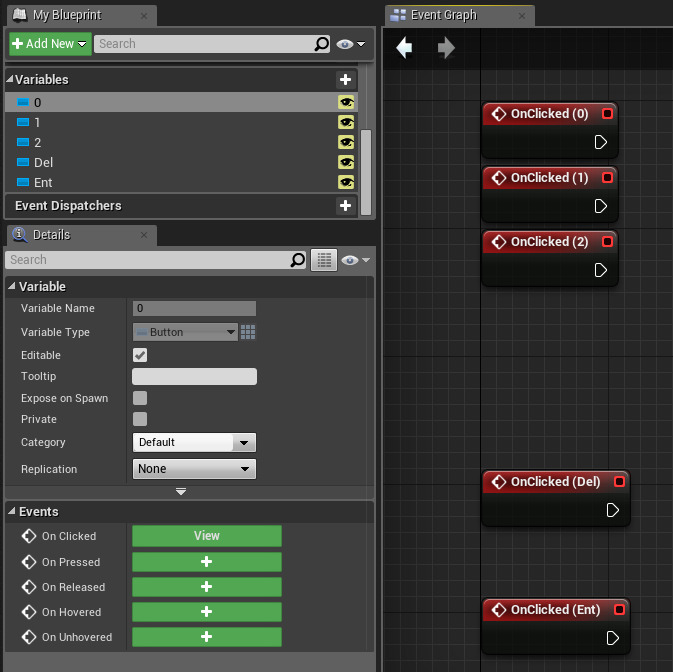 My Blueprint
Add New
Search
Variables
0
1
2
Del
Ent
Event Dispatchers
Details
Search
Variable
Variable Name 0
Variable Type Button
Editable
Tooltip
Expose on Spawn
Private
Category Default
Replication None
Events
On Clicked View
On Pressed
On Released
On Hovered
On Unhovered
Event Graph
OnClicked (0)
OnClicked (1)
OnClicked (2)
OnClicked (Del)
OnClicked (Ent)